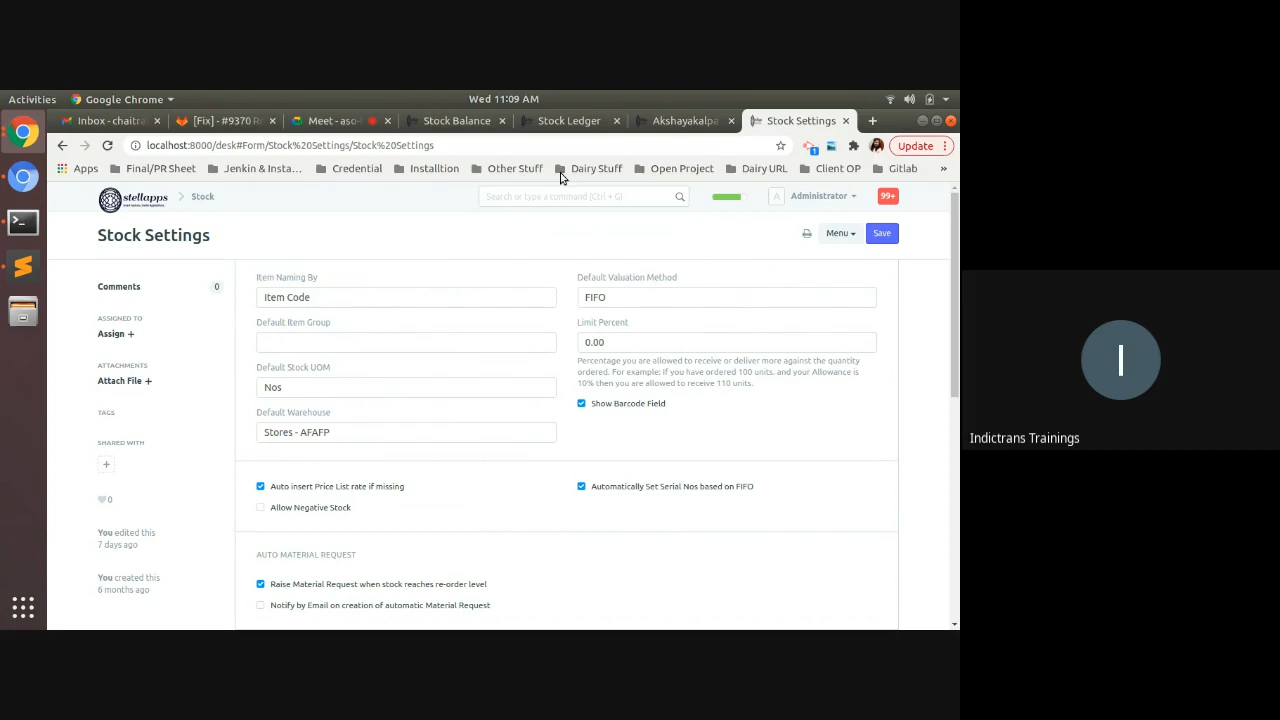 Activities Google Chrome Wed 11:09 AM
Inbox - chaitra [Fix] - #9370 R Meet - aso- Stock Balance Stock Ledger Akshayakalpa Stock Settings
localhost:8000/desk#Form/Stock%20Settings/Stock%20Settings Update
Apps Final/PR Sheet Jenkin & Insta... Credential Installtion Other Stuff Dairy Stuff Open Project Dairy URL Client OP Gitlab »
stellapps Stock Search or type a command (Ctrl + G) A Administrator 99+
Stock Settings Menu Save
Comments 0
ASSIGNED TO
Assign +
ATTACHMENTS
Attach File +
TAGS
SHARED WITH
+
0
You edited this
7 days ago
You created this
6 months ago
Item Naming By
Item Code
Default Item Group
Default Stock UOM
Nos
Default Warehouse
Stores - AFAFP
Default Valuation Method
FIFO
Limit Percent
0.00
Percentage you are allowed to receive or deliver more against the quantity
ordered. For example: If you have ordered 100 units. and your Allowance is
10% then you are allowed to receive 110 units.
Show Barcode Field
Auto insert Price List rate if missing
Allow Negative Stock
Automatically Set Serial Nos based on FIFO
AUTO MATERIAL REQUEST
Raise Material Request when stock reaches re-order level
Notify by Email on creation of automatic Material Request
I
Indictrans Trainings